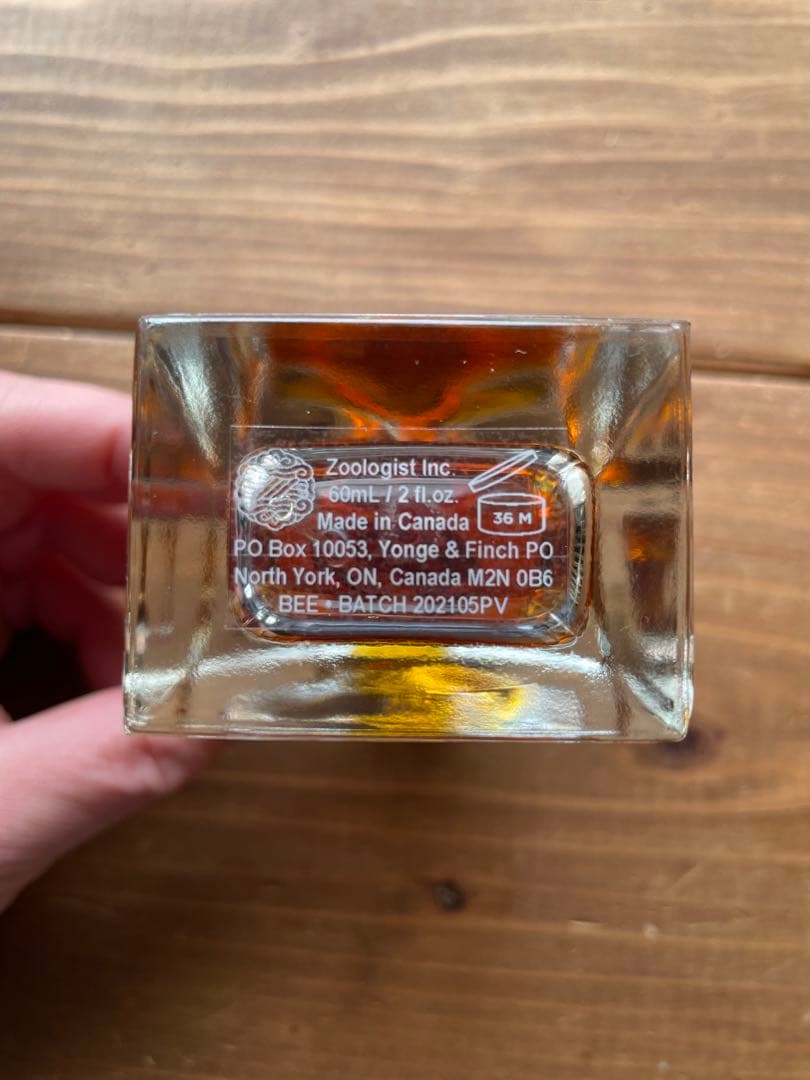 Zoologist Inc.
60mL / 2 fl.oz.
Made in Canada
36 M
PO Box 10053, Yonge & Finch PO
North York, ON, Canada M2N 0B6
BEE • BATCH 202105PV